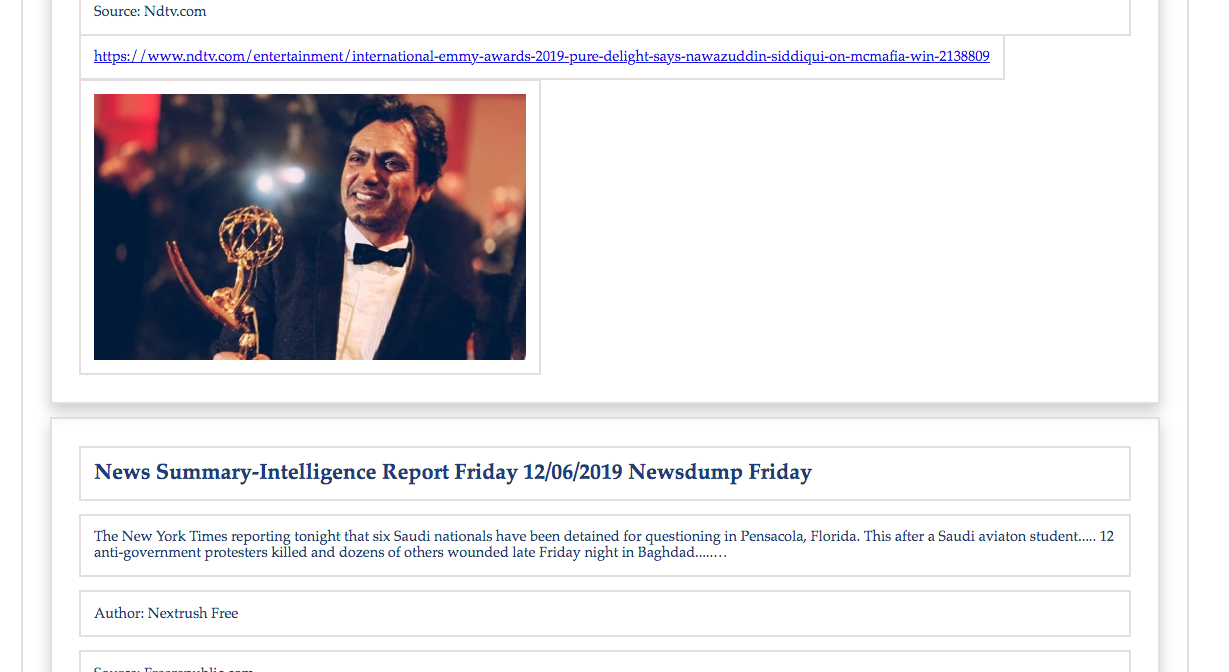 Source: Ndtv.com
https://www.ndtv.com/entertainment/international-emmy-awards-2019-pure-delight-says-nawazuddin-siddiqui-on-mcmafia-win-2138809
News Summary-Intelligence Report Friday 12/06/2019 Newsdump Friday
The New York Times reporting tonight that six Saudi nationals have been detained for questioning in Pensacola, Florida. This after a Saudi aviaton student..... 12
anti-government protesters killed and dozens of others wounded late Friday night in Baghdad.....…
Author: Nextrush Free
Source: Freerepublic.com